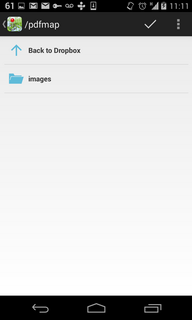 61 11:11
/pdfmap
Back to Dropbox
images